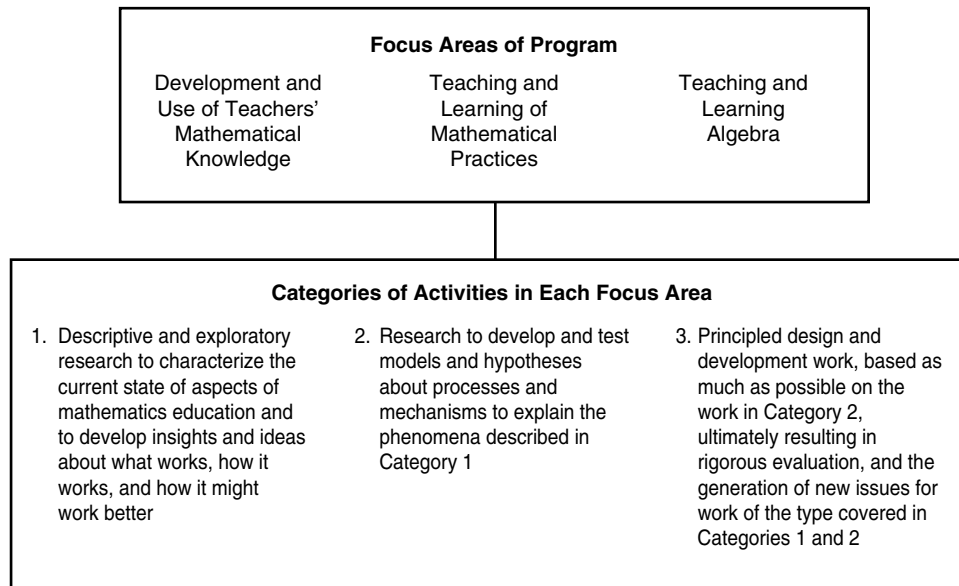 Focus Areas of Program
Development and
Use of Teachers’
Mathematical
Knowledge
Teaching and
Learning of
Mathematical
Practices
Teaching and
Learning
Algebra
Categories of Activities in Each Focus Area
1. Descriptive and exploratory
research to characterize the
current state of aspects of
mathematics education and
to develop insights and ideas
about what works, how it
works, and how it might
work better
2. Research to develop and test
models and hypotheses
about processes and
mechanisms to explain the
phenomena described in
Category 1
3. Principled design and
development work, based as
much as possible on the
work in Category 2,
ultimately resulting in
rigorous evaluation, and the
generation of new issues for
work of the type covered in
Categories 1 and 2